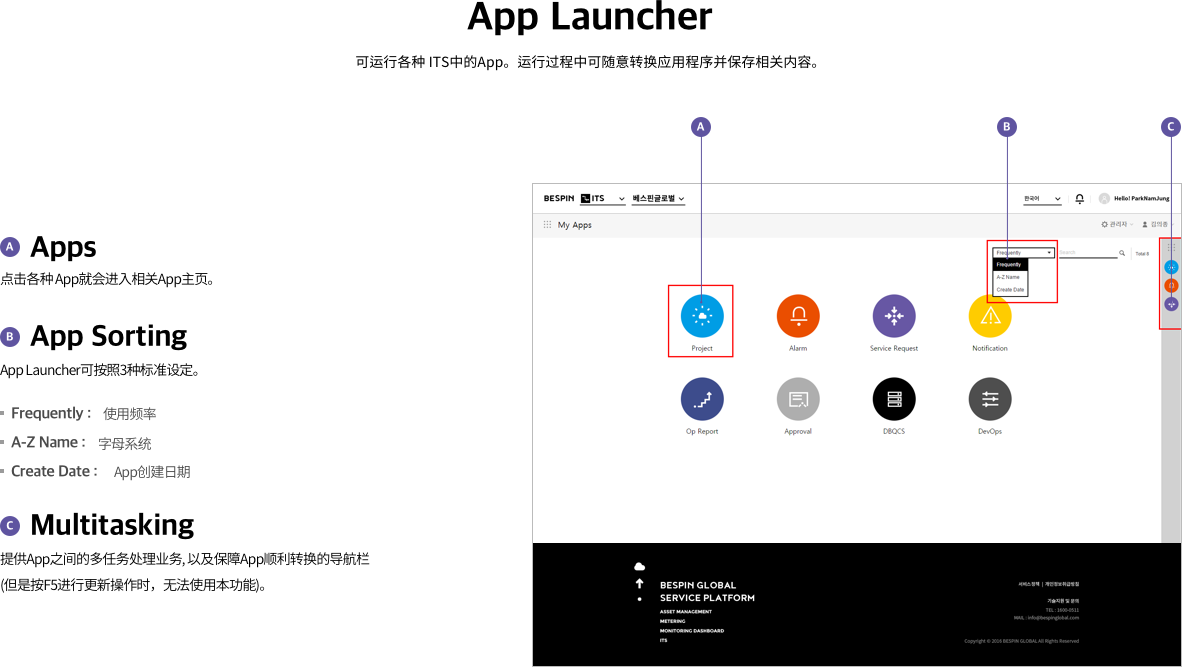 App Launcher
可运行各种 ITS中的App。运行过程中可随意转换应用程序并保存相关内容。
A
B
C
A Apps
点击各种 App就会进入相关App主页。
B App Sorting
App Launcher可按照3种标准设定。
Frequently : 使用频率
A-Z Name : 字母系统
Create Date : App创建日期
C Multitasking
提供App之间的多任务处理业务, 以及保障App顺利转换的导航栏
(但是按F5进行更新操作时，无法使用本功能)。
BESPIN ITS 베스핀글로벌 한국어 Hello! ParkNamJung
My Apps 관리자 김의중
Frequently Search Total 8
Frequently
A-Z Name
Create Date
Project Alarm Service Request Notification
Op Report Approval DBQCS DevOps
BESPIN GLOBAL
SERVICE PLATFORM
ASSET MANAGEMENT
METERING
MONITORING DASHBOARD
ITS
서비스정책 | 개인정보취급방침
기술지원 및 문의
TEL : 1600-0511
MAIL : info@bespinglobal.com
Copyright © 2016 BESPIN GLOBAL All Rights Reserved